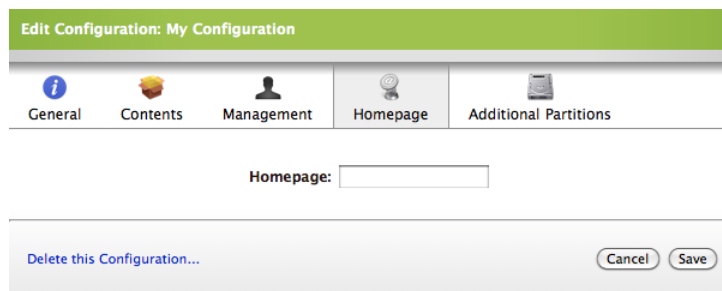 Edit Configuration: My Configuration
General Contents Management Homepage Additional Partitions
Homepage:
Delete this Configuration... Cancel Save